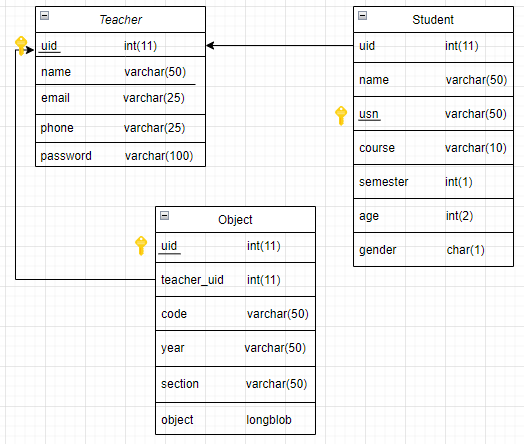 Teacher
uid int(11)
name varchar(50)
email varchar(25)
phone varchar(25)
password varchar(100)
Student
uid int(11)
name varchar(50)
usn varchar(50)
course varchar(10)
semester int(1)
age int(2)
gender char(1)
Object
uid int(11)
teacher_uid int(11)
code varchar(50)
year varchar(50)
section varchar(50)
object longblob